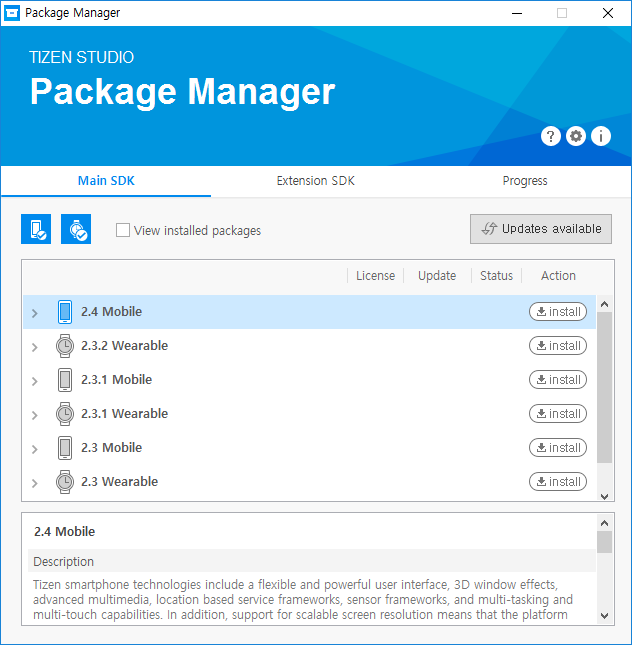 Package Manager
TIZEN STUDIO
Package Manager
?
i
Main SDK Extension SDK Progress
View installed packages Updates available
License Update Status Action
2.4 Mobile install
2.3.2 Wearable install
2.3.1 Mobile install
2.3.1 Wearable install
2.3 Mobile install
2.3 Wearable install
2.4 Mobile
Description
Tizen smartphone technologies include a flexible and powerful user interface, 3D window effects,
advanced multimedia, location based service frameworks, sensor frameworks, and multi-tasking and
multi-touch capabilities. In addition, support for scalable screen resolution means that the platform